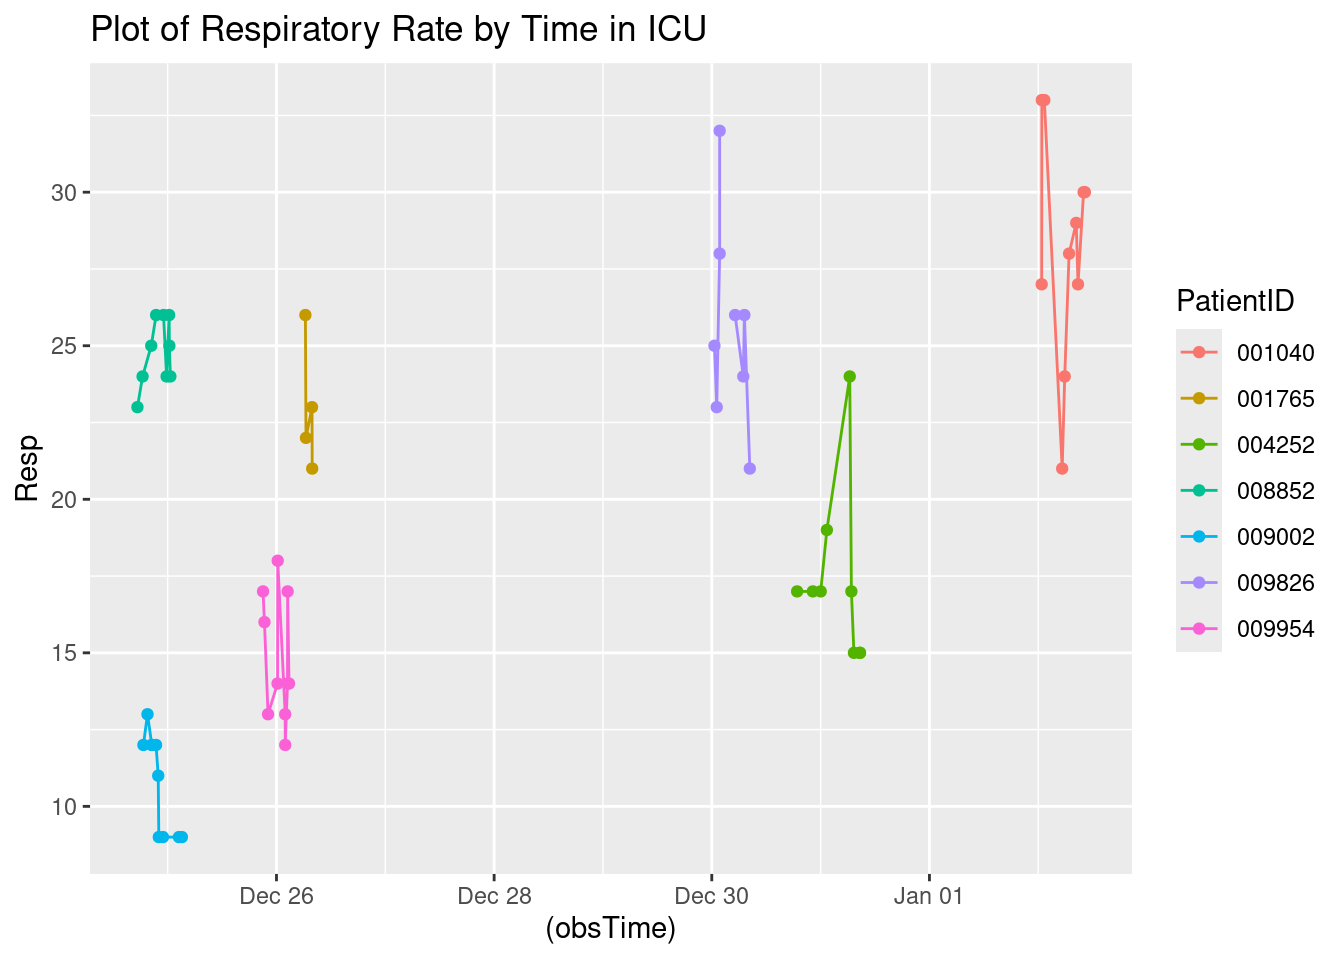 Plot of Respiratory Rate by Time in ICU
Resp
30
25
20
15
10
Dec 26
Dec 28
Dec 30
Jan 01
(obsTime)
PatientID
001040
001765
004252
008852
009002
009826
009954